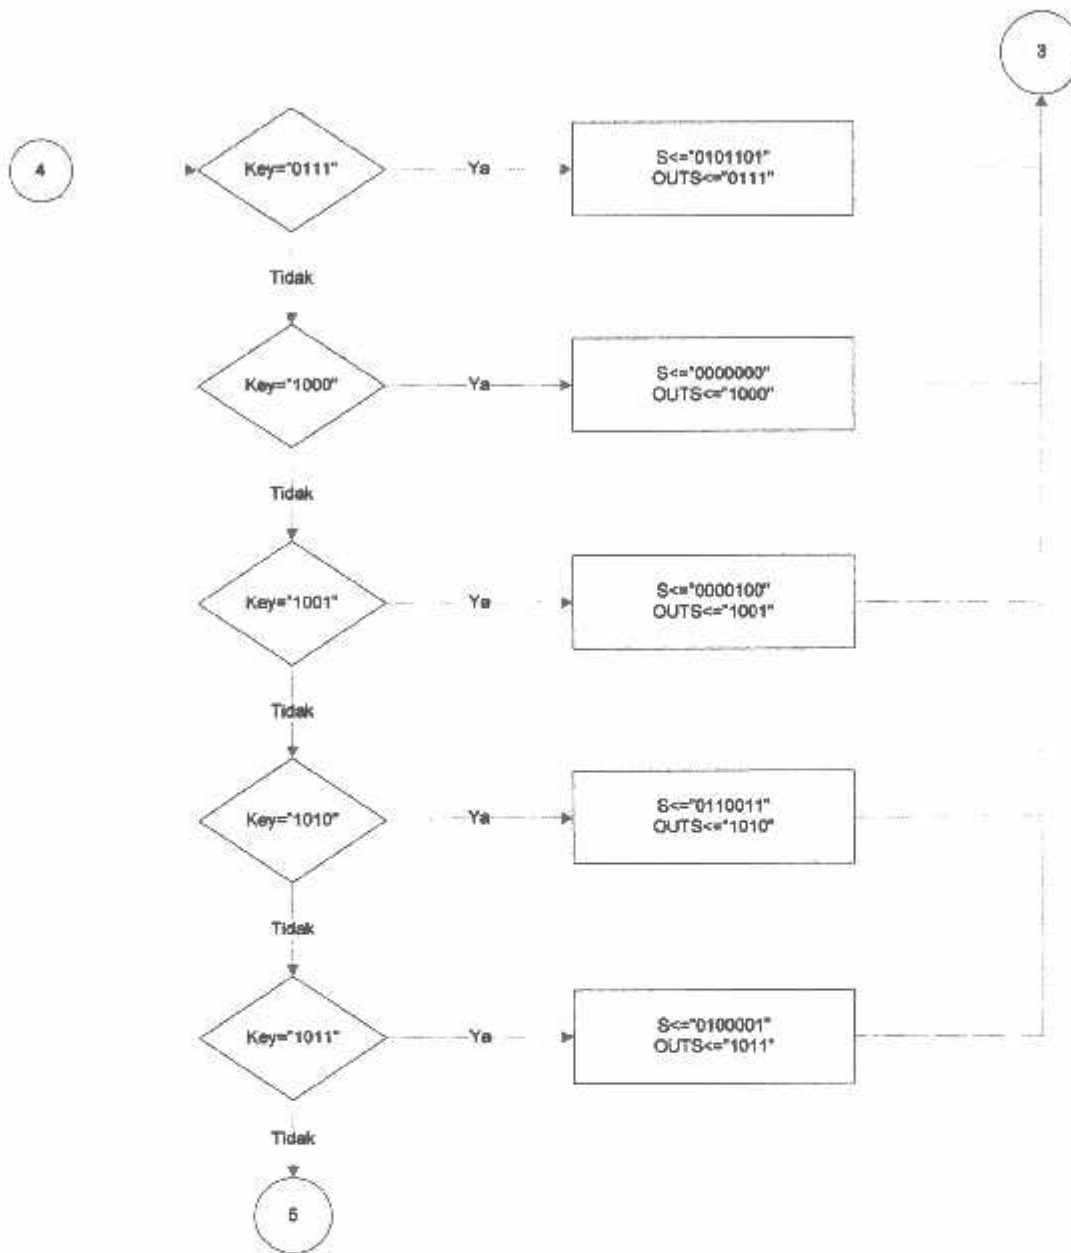 3
4
Key="0111"
Ya
S<="0101101"
OUTS<="0111"
Tidak
Key="1000"
Ya
S<="0000000"
OUTS<="1000"
Tidak
Key="1001"
Ya
S<="0000100"
OUTS<="1001"
Tidak
Key="1010"
Ya
S<="0110011"
OUTS<="1010"
Tidak
Key="1011"
Ya
S<="0100001"
OUTS<="1011"
Tidak
5